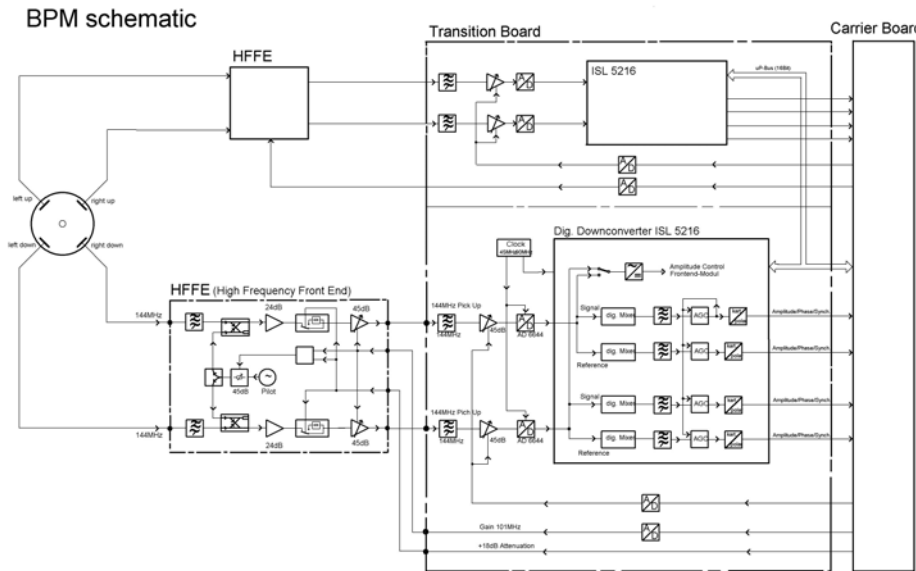 BPM schematic
Transition Board
Carrier Board
HFFE
ISL 5216
uP-Bus (16Bit)
A
D
A
D
A
D
A
D
left up
right up
left down
right down
Dig. Downconverter ISL 5216
Clock
Amplitude Control
Frontend-Modul
HFFE (High Frequency Front End)
144MHz
24dB
45dB
144MHz Pick Up
144MHz
45dB
A
D
AD 6644
Signal
dig. Mixer
AGC
Amplitude/Phase/Synch.
Reference
dig. Mixer
AGC
Amplitude/Phase/Synch.
45dB
Pilot
144MHz
24dB
45dB
144MHz Pich Up
144MHz
45dB
A
D
AD 6644
Signal
dig. Mixer
AGC
Amplitude/Phase/Synch.
Reference
dig. Mixer
AGC
Amplitude/Phase/Synch.
A
D
Gain 101MHz
A
D
+18dB Attenuation